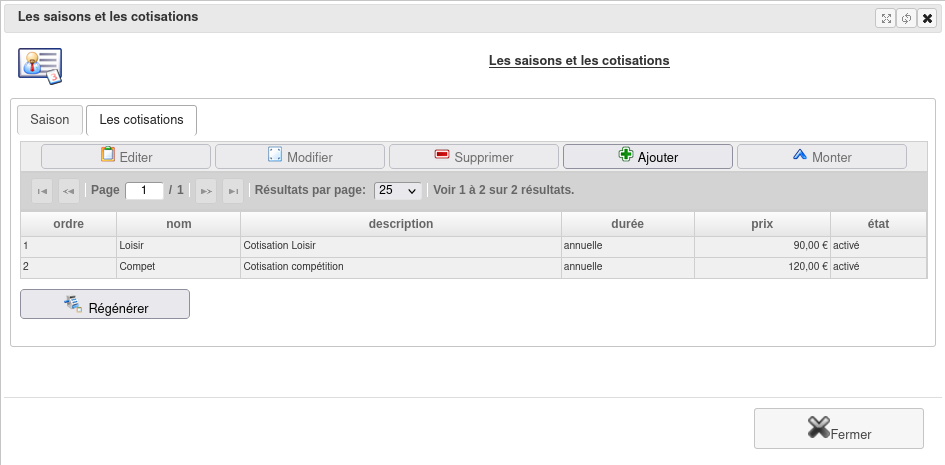 Les saisons et les cotisations
Les saisons et les cotisations
Saison Les cotisations
Editer Modifier Supprimer Ajouter Monter
Page 1 / 1 Résultats par page: 25 Voir 1 à 2 sur 2 résultats.
ordre nom description durée prix état
1 Loisir Cotisation Loisir annuelle 90,00 € activé
2 Compet Cotisation compétition annuelle 120,00 € activé
Régénérer
Fermer